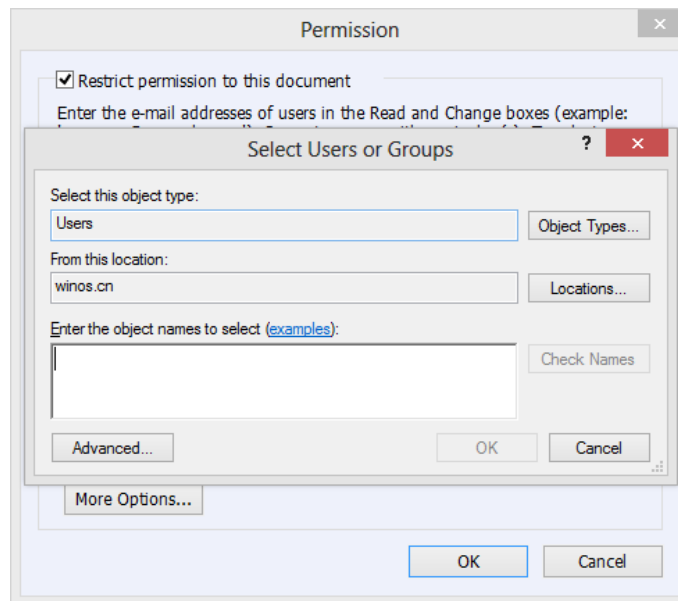 Permission
Restrict permission to this document
Enter the e-mail addresses of users in the Read and Change boxes (example:
Select Users or Groups
?
Select this object type:
Users
Object Types...
From this location:
winos.cn
Locations...
Enter the object names to select (examples):
Check Names
Advanced...
OK
Cancel
More Options...
OK
Cancel